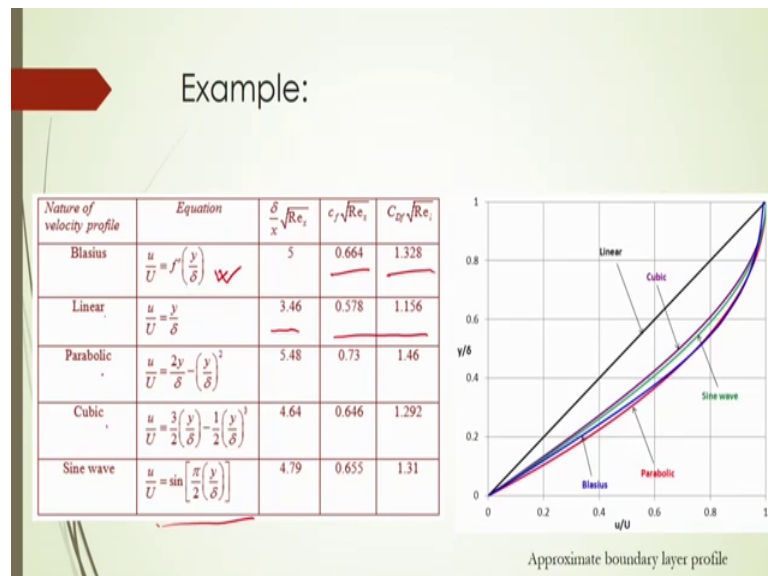 Example:
Nature of velocity profile | Equation | δ/x √Re_x | c_f √Re_x | C_Df √Re_l
Blasius | u/U = f′(y/δ) | 5 | 0.664 | 1.328
Linear | u/U = y/δ | 3.46 | 0.578 | 1.156
Parabolic | u/U = 2y/δ − (y/δ)² | 5.48 | 0.73 | 1.46
Cubic | u/U = 3/2(y/δ) − 1/2(y/δ)³ | 4.64 | 0.646 | 1.292
Sine wave | u/U = sin[π/2(y/δ)] | 4.79 | 0.655 | 1.31
1
0.8
0.6
y/δ
0.4
0.2
0
Linear
Cubic
Sine wave
Parabolic
Blasius
0 0.2 0.4 0.6 0.8 1
u/U
Approximate boundary layer profile